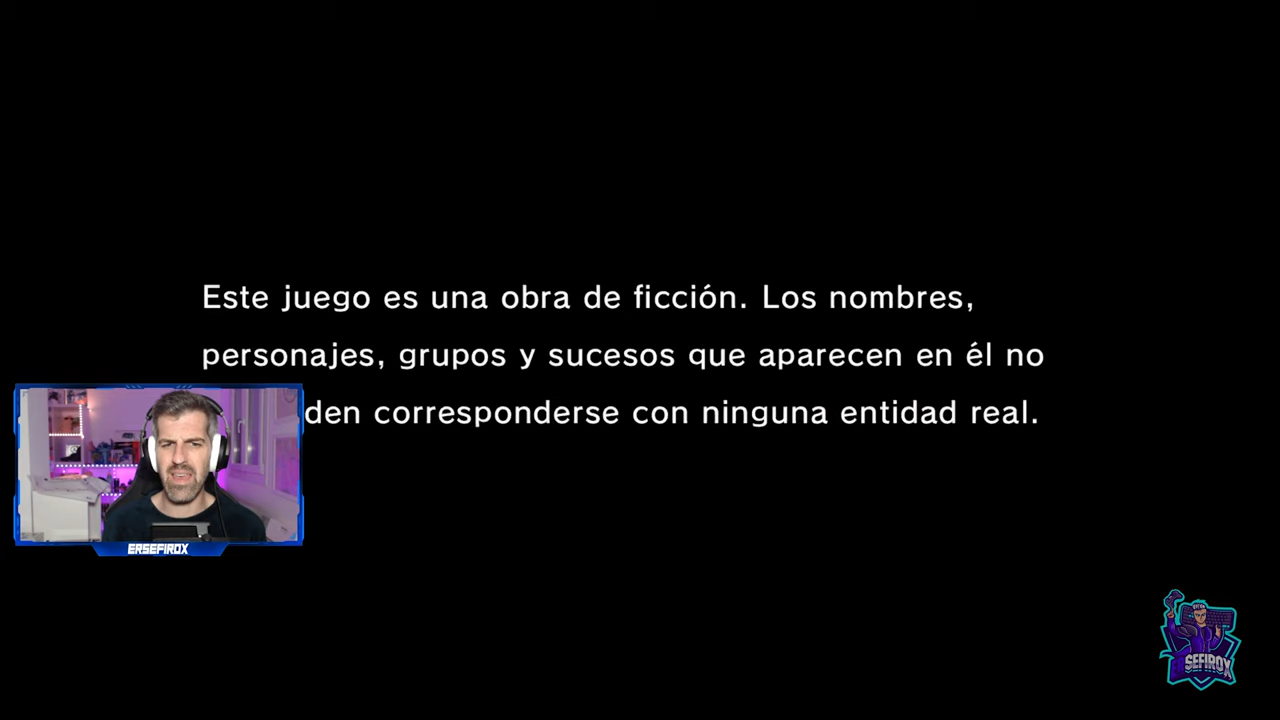 Este juego es una obra de ficción. Los nombres,
personajes, grupos y sucesos que aparecen en él no
den corresponderse con ninguna entidad real.
ERSEFIROX
SEFIROX